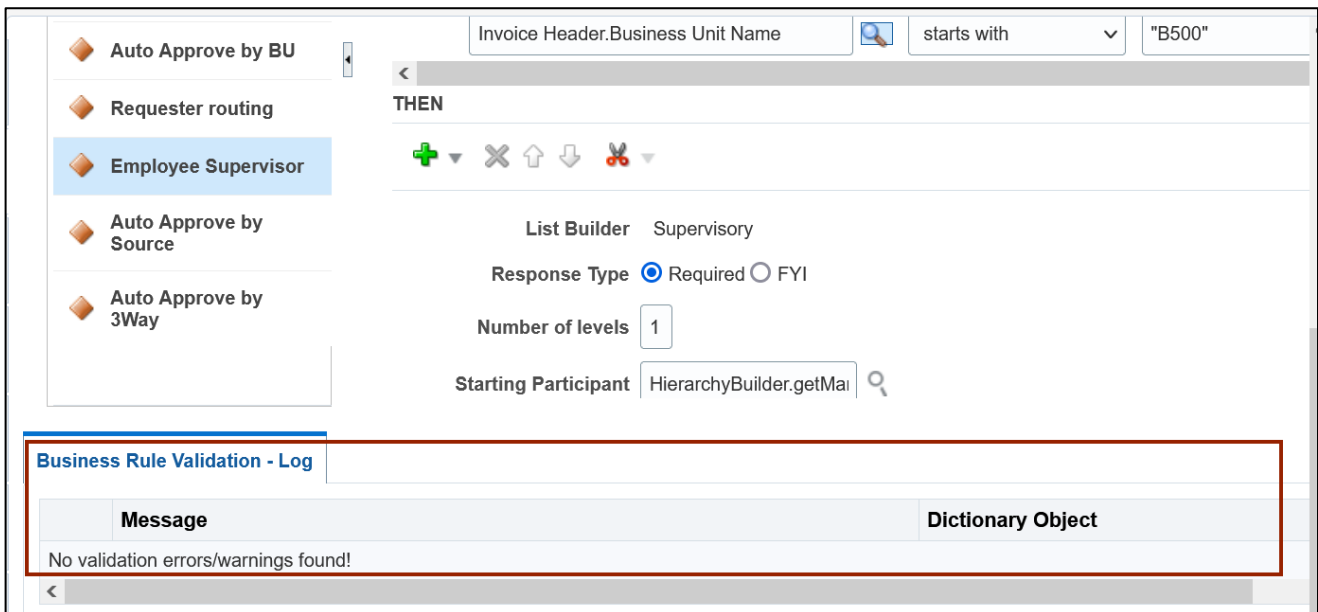 Auto Approve by BU
Requester routing
Employee Supervisor
Auto Approve by
Source
Auto Approve by
3Way
Invoice Header.Business Unit Name
starts with
"B500"
THEN
List Builder Supervisory
Response Type Required FYI
Number of levels 1
Starting Participant HierarchyBuilder.getMa
Business Rule Validation - Log
Message Dictionary Object
No validation errors/warnings found!